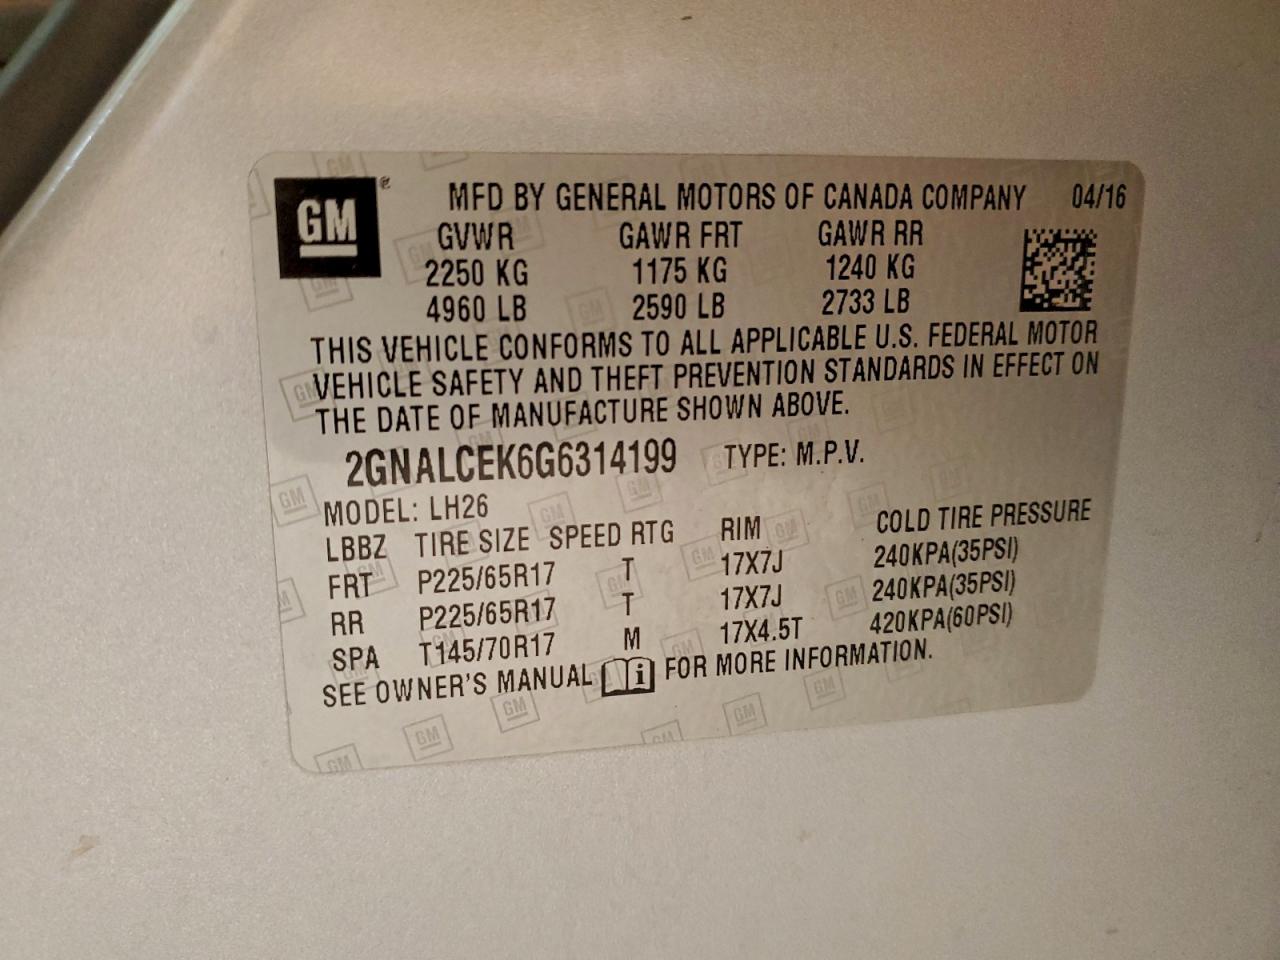 GM ® MFD BY GENERAL MOTORS OF CANADA COMPANY 04/16
GVWR GAWR FRT GAWR RR
2250 KG 1175 KG 1240 KG
4960 LB 2590 LB 2733 LB
THIS VEHICLE CONFORMS TO ALL APPLICABLE U.S. FEDERAL MOTOR
VEHICLE SAFETY AND THEFT PREVENTION STANDARDS IN EFFECT ON
THE DATE OF MANUFACTURE SHOWN ABOVE.
2GNALCEK6G6314199 TYPE: M.P.V.
MODEL: LH26
LBBZ TIRE SIZE SPEED RTG RIM COLD TIRE PRESSURE
FRT P225/65R17 T 17X7J 240KPA(35PSI)
RR P225/65R17 T 17X7J 240KPA(35PSI)
SPA T145/70R17 M 17X4.5T 420KPA(60PSI)
SEE OWNER'S MANUAL i FOR MORE INFORMATION.